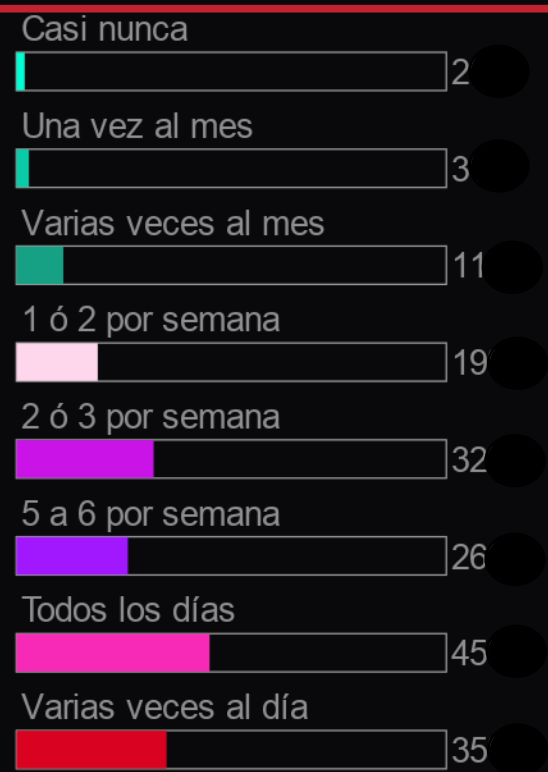 Casi nunca
2
Una vez al mes
3
Varias veces al mes
11
1 ó 2 por semana
19
2 ó 3 por semana
32
5 a 6 por semana
26
Todos los días
45
Varias veces al día
35